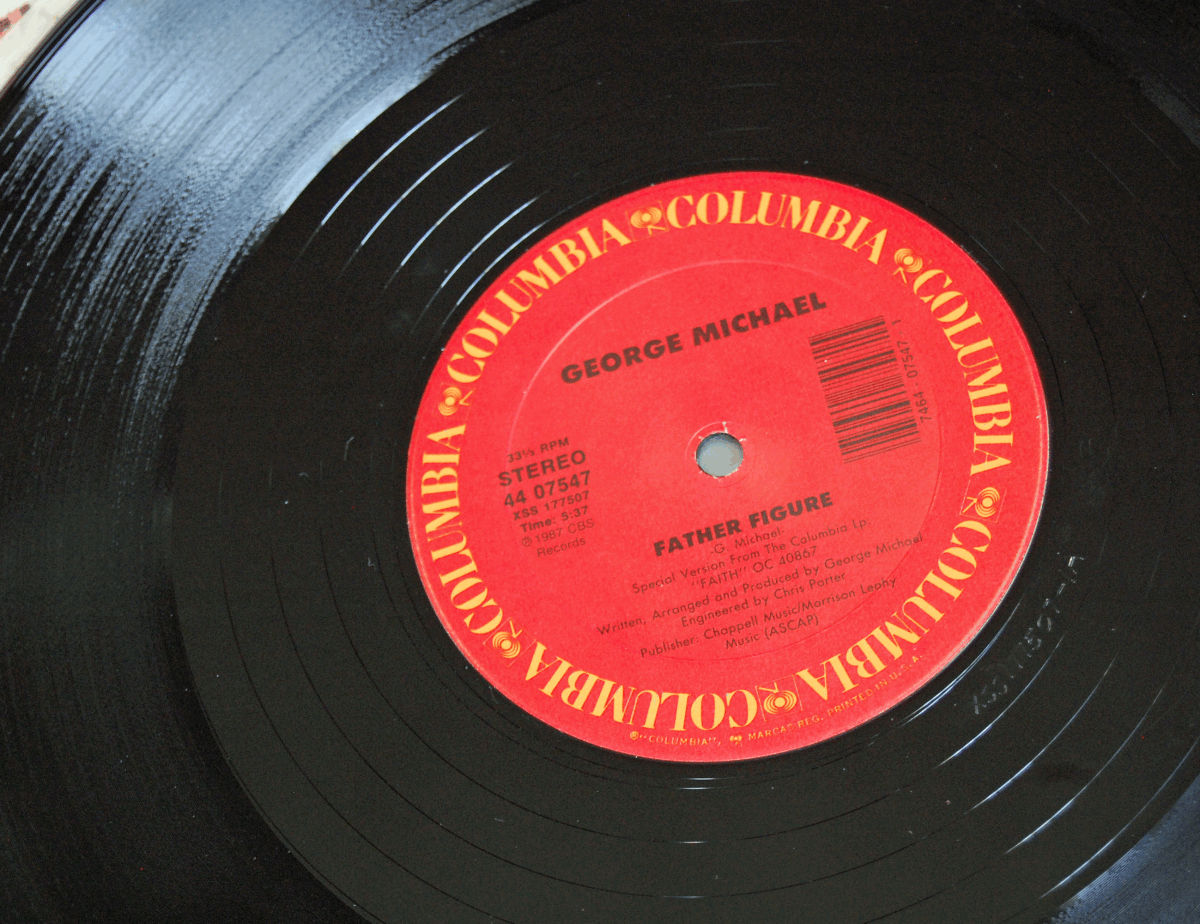 COLUMBIA COLUMBIA COLUMBIA COLUMBIA COLUMBIA COLUMBIA COLUMBIA
GEORGE MICHAEL
7464 - 07547
33⅓ RPM
STEREO
44 07547
XSS 177507
Time: 5:37
℗ 1987 CBS
Records
FATHER FIGURE
-G. Michael-
Special Version From The Columbia Lp:
"FAITH" OC 40867
Written, Arranged and Produced by George Michael
Engineered by Chris Porter
Publisher: Chappell Music/Morrison Leahy
Music (ASCAP)
®"COLUMBIA", MARCAS REG. PRINTED IN U.S.A.